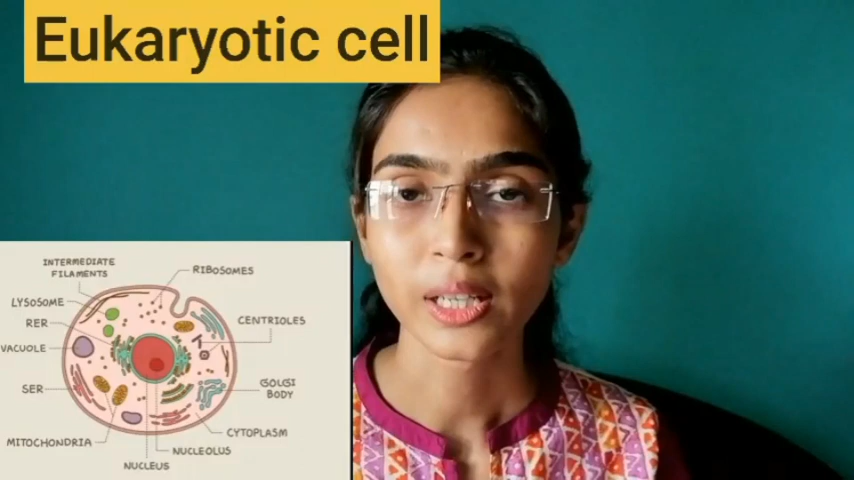 Eukaryotic cell
INTERMEDIATE
FILAMENTS
RIBOSOMES
LYSOSOME
RER
CENTRIOLES
VACUOLE
SER
GOLGI
BODY
MITOCHONDRIA
CYTOPLASM
NUCLEOLUS
NUCLEUS